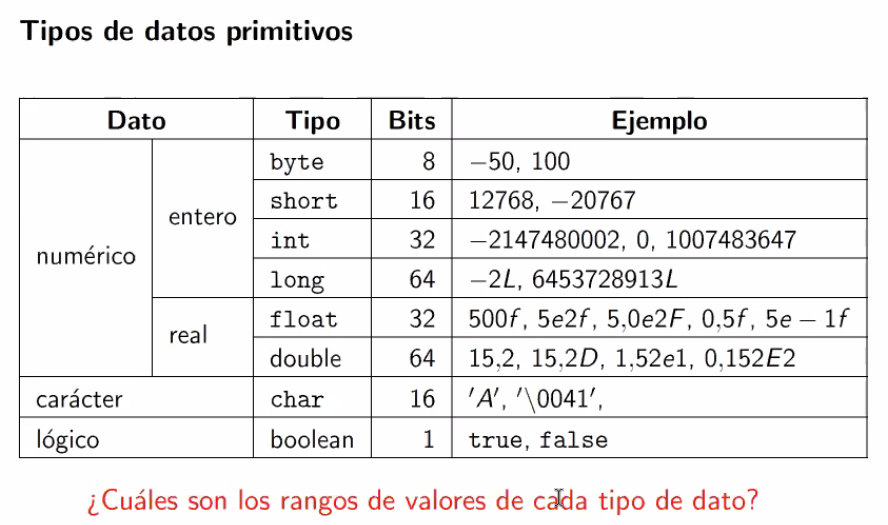 Tipos de datos primitivos
Dato Tipo Bits Ejemplo
numérico entero byte 8 −50, 100
short 16 12768, −20767
int 32 −2147480002, 0, 1007483647
long 64 −2L, 6453728913L
real float 32 500f, 5e2f, 5,0e2F, 0,5f, 5e − 1f
double 64 15,2, 15,2D, 1,52e1, 0,152E2
carácter char 16 ′A′, ′\0041′,
lógico boolean 1 true, false
¿Cuáles son los rangos de valores de cada tipo de dato?